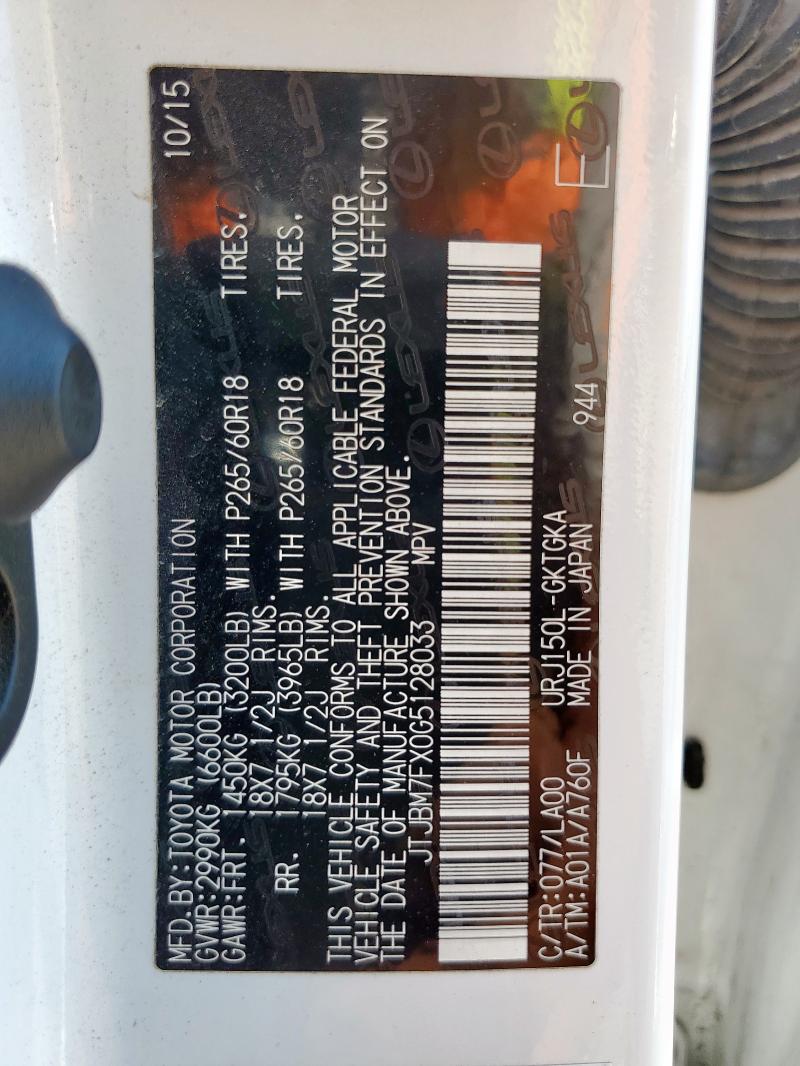 MFD.BY:TOYOTA MOTOR CORPORATION 10/15
GVWR:2990KG (6600LB)
GAWR:FRT. 1450KG (3200LB) WITH P265/60R18 TIRES.
18X7 1/2J RIMS.
RR. 1795KG (3965LB) WITH P265/60R18 TIRES.
18X7 1/2J RIMS.
THIS VEHICLE CONFORMS TO ALL APPLICABLE FEDERAL MOTOR
VEHICLE SAFETY AND THEFT PREVENTION STANDARDS IN EFFECT ON
THE DATE OF MANUFACTURE SHOWN ABOVE.
JTJBM7FX0G5128033 MPV
C/TR:077/LA00 URJ150L-GKTGKA
A/TM:A01A/A760F MADE IN JAPAN 944
LEXUS